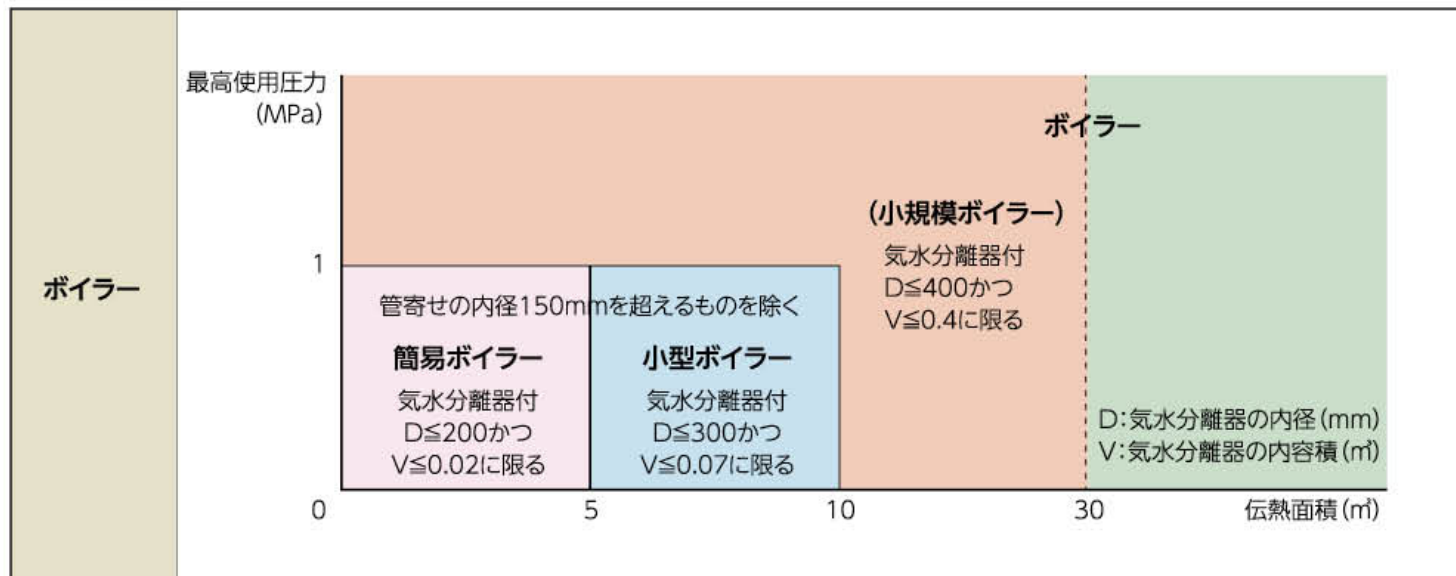 ボイラー
最高使用圧力
(MPa)
ボイラー
(小規模ボイラー)
気水分離器付
D≦400かつ
V≦0.4に限る
1
管寄せの内径150mmを超えるものを除く
簡易ボイラー
気水分離器付
D≦200かつ
V≦0.02に限る
小型ボイラー
気水分離器付
D≦300かつ
V≦0.07に限る
D:気水分離器の内径(mm)
V:気水分離器の内容積(㎥)
0
5
10
30
伝熱面積(㎡)